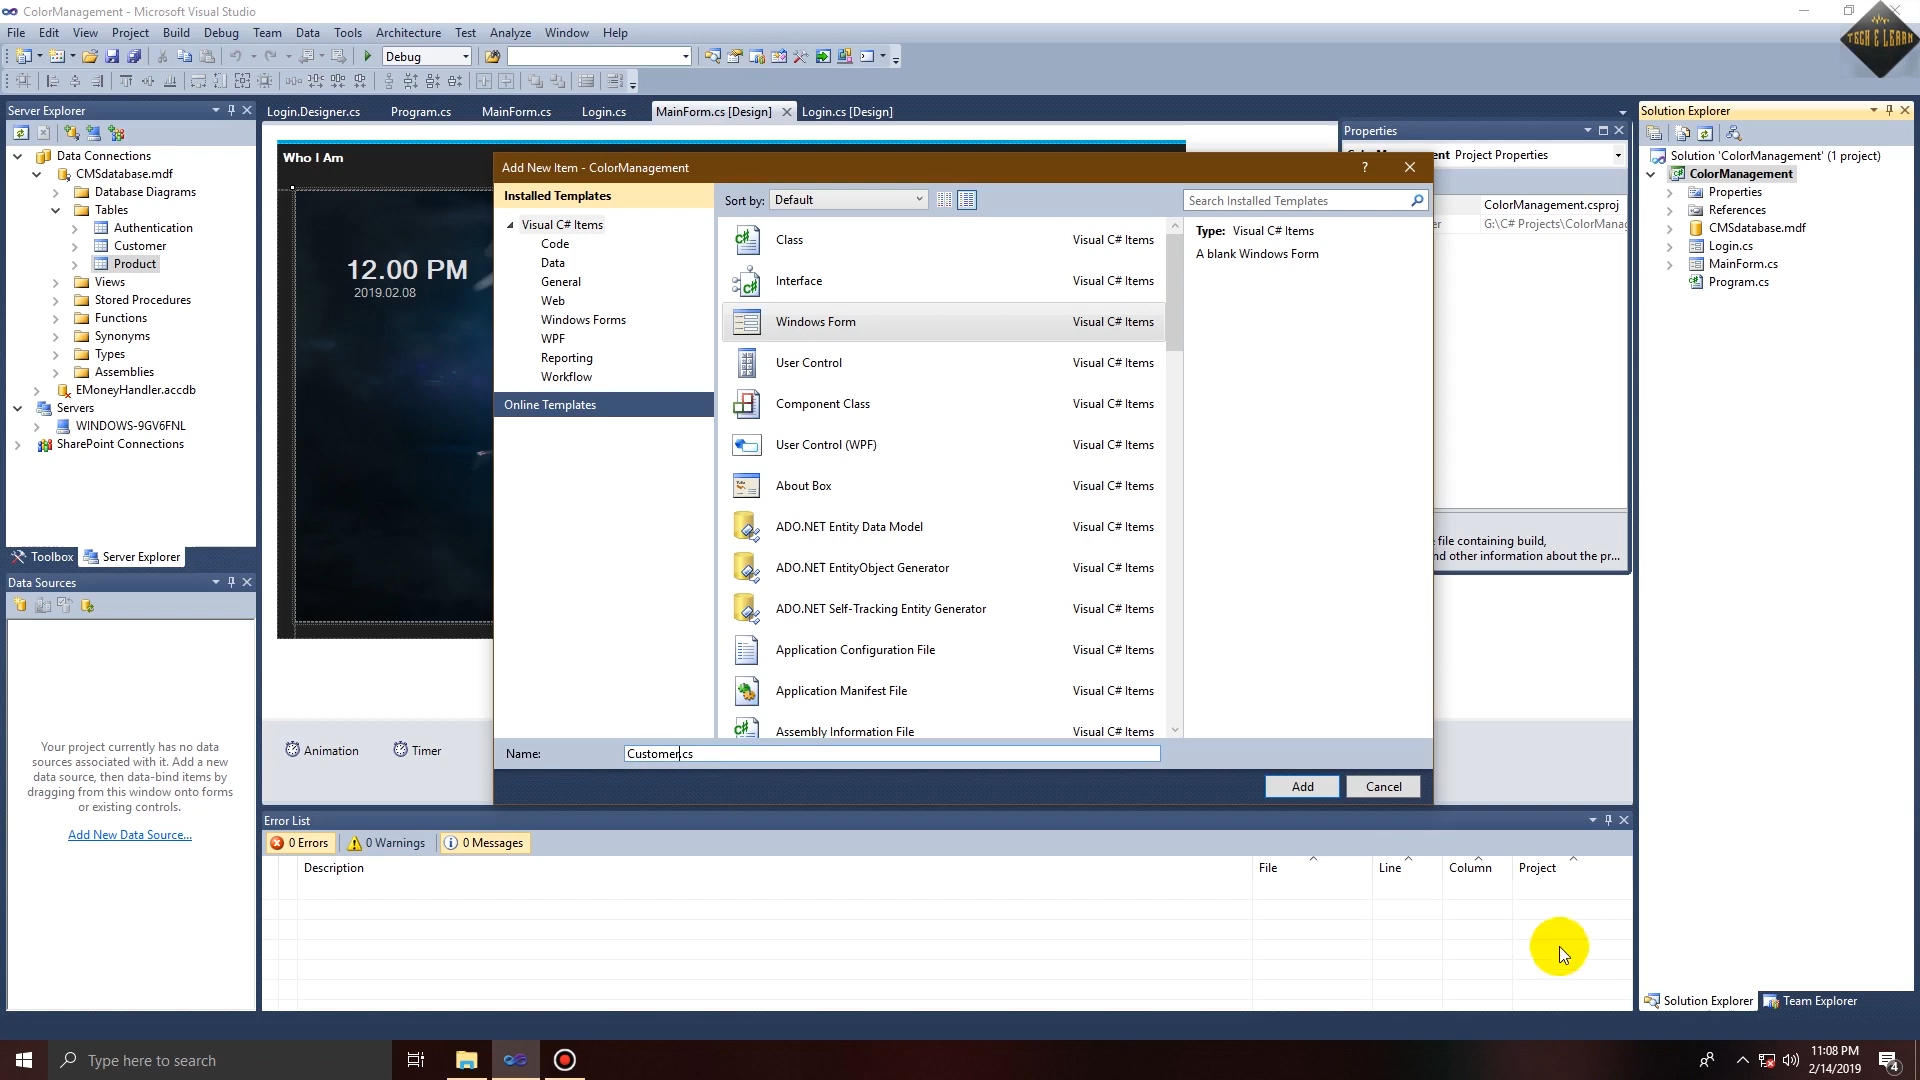 ColorManagement - Microsoft Visual Studio
File Edit View Project Build Debug Team Data Tools Architecture Test Analyze Window Help
TECH E LEARN
Debug
Server Explorer
Data Connections
CMSdatabase.mdf
Database Diagrams
Tables
Authentication
Customer
Product
Views
Stored Procedures
Functions
Synonyms
Types
Assemblies
EMoneyHandler.accdb
Servers
WINDOWS-9GV6FNL
SharePoint Connections
Toolbox Server Explorer
Data Sources
Your project currently has no data
sources associated with it. Add a new
data source, then data-bind items by
dragging from this window onto forms
or existing controls.
Add New Data Source...
Login.Designer.cs Program.cs MainForm.cs Login.cs MainForm.cs [Design] Login.cs [Design]
Who I Am
12.00 PM
2019.02.08
Animation Timer
Add New Item - ColorManagement
Installed Templates
Visual C# Items
Code
Data
General
Web
Windows Forms
WPF
Reporting
Workflow
Online Templates
Sort by: Default
Search Installed Templates
Class Visual C# Items
Interface Visual C# Items
Windows Form Visual C# Items
User Control Visual C# Items
Component Class Visual C# Items
User Control (WPF) Visual C# Items
About Box Visual C# Items
ADO.NET Entity Data Model Visual C# Items
ADO.NET EntityObject Generator Visual C# Items
ADO.NET Self-Tracking Entity Generator Visual C# Items
Application Configuration File Visual C# Items
Application Manifest File Visual C# Items
Assembly Information File Visual C# Items
Type: Visual C# Items
A blank Windows Form
Name: Customer.cs
Add Cancel
Properties
Project Properties
ColorManagement.csproj
G:\C# Projects\ColorManag
file containing build,
other information about the pr...
Error List
0 Errors 0 Warnings 0 Messages
Description File Line Column Project
Solution Explorer
Solution 'ColorManagement' (1 project)
ColorManagement
Properties
References
CMSdatabase.mdf
Login.cs
MainForm.cs
Program.cs
Solution Explorer Team Explorer
Type here to search
11:08 PM
2/14/2019
4